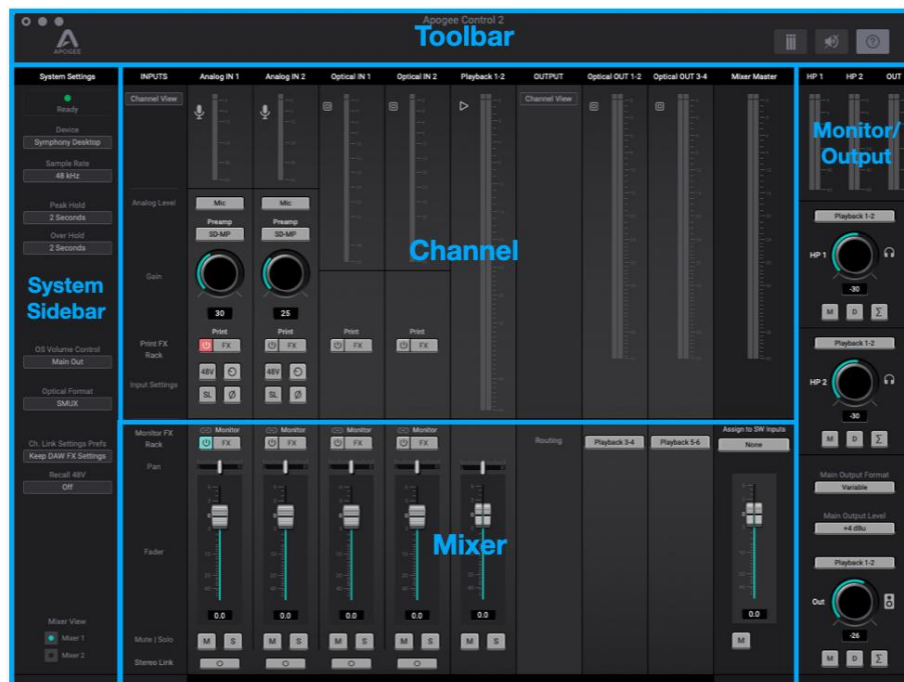 Apogee Control 2
Toolbar
APOGEE
System Settings
Ready
Device
Symphony Desktop
Sample Rate
48 kHz
Peak Hold
2 Seconds
Over Hold
2 Seconds
System
Sidebar
OS Volume Control
Main Out
Optical Format
SMUX
Ch. Link Settings Prefs
Keep DAW FX Settings
Recall 48V
Off
Mixer View
Mixer 1
Mixer 2
INPUTS Analog IN 1 Analog IN 2 Optical IN 1 Optical IN 2 Playback 1-2 OUTPUT Optical OUT 1-2 Optical OUT 3-4 Mixer Master
Channel View Channel View
Analog Level Mic Mic
Preamp Preamp
SD-MP SD-MP
Channel
Gain
30 25
Print Print Print Print
Print FX
Rack
FX FX FX FX
48V 48V
Input Settings
SL Ø SL Ø
Monitor FX
Rack
Monitor Monitor Monitor Monitor
FX FX FX FX
Routing Playback 3-4 Playback 5-6
Assign to SW Inputs
None
Pan
Mixer
Fader
0.0 0.0 0.0 0.0 0.0 0.0
Mute | Solo M S M S M S M S M S M
Stereo Link
HP 1 HP 2 OUT
Monitor/
Output
Playback 1-2
HP 1
-30
M D Σ
Playback 1-2
HP 2
-30
M D Σ
Main Output Format
Variable
Main Output Level
+4 dBu
Playback 1-2
Out
-26
M D Σ